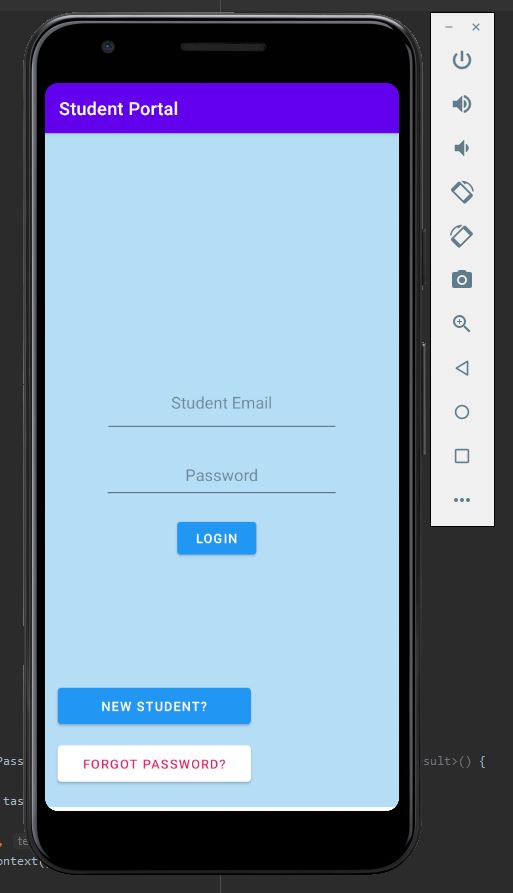 Student Portal
Student Email
Password
LOGIN
NEW STUDENT?
FORGOT PASSWORD?
Pass
sult>() {
tas
te
ontext(